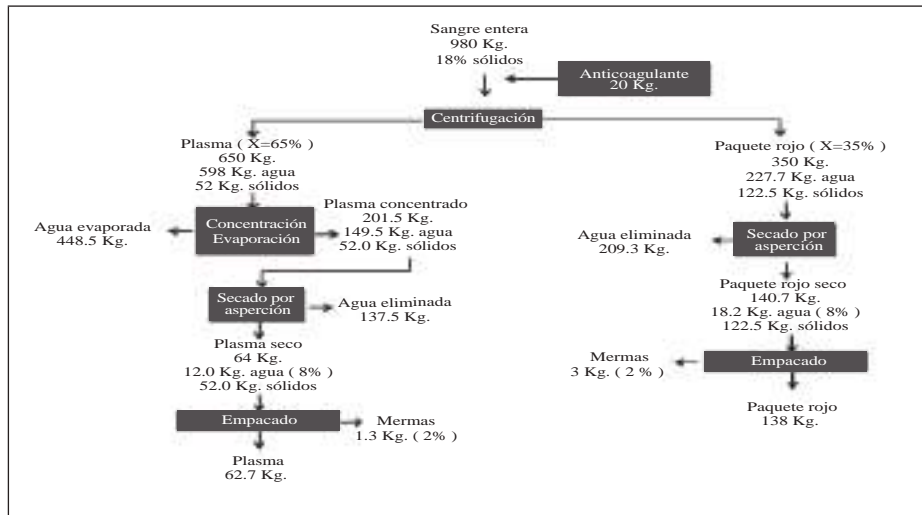 Sangre entera
980 Kg.
18% sólidos
Anticoagulante
20 Kg.
Centrifugación
Plasma ( X=65% )
650 Kg.
598 Kg. agua
52 Kg. sólidos
Agua evaporada
448.5 Kg.
Concentración
Evaporación
Plasma concentrado
201.5 Kg.
149.5 Kg. agua
52.0 Kg. sólidos
Secado por
asperción
Agua eliminada
137.5 Kg.
Plasma seco
64 Kg.
12.0 Kg. agua ( 8% )
52.0 Kg. sólidos
Empacado
Mermas
1.3 Kg. ( 2% )
Plasma
62.7 Kg.
Paquete rojo ( X=35% )
350 Kg.
227.7 Kg. agua
122.5 Kg. sólidos
Agua eliminada
209.3 Kg.
Secado por
asperción
Paquete rojo seco
140.7 Kg.
18.2 Kg. agua ( 8% )
122.5 Kg. sólidos
Mermas
3 Kg. ( 2 % )
Empacado
Paquete rojo
138 Kg.